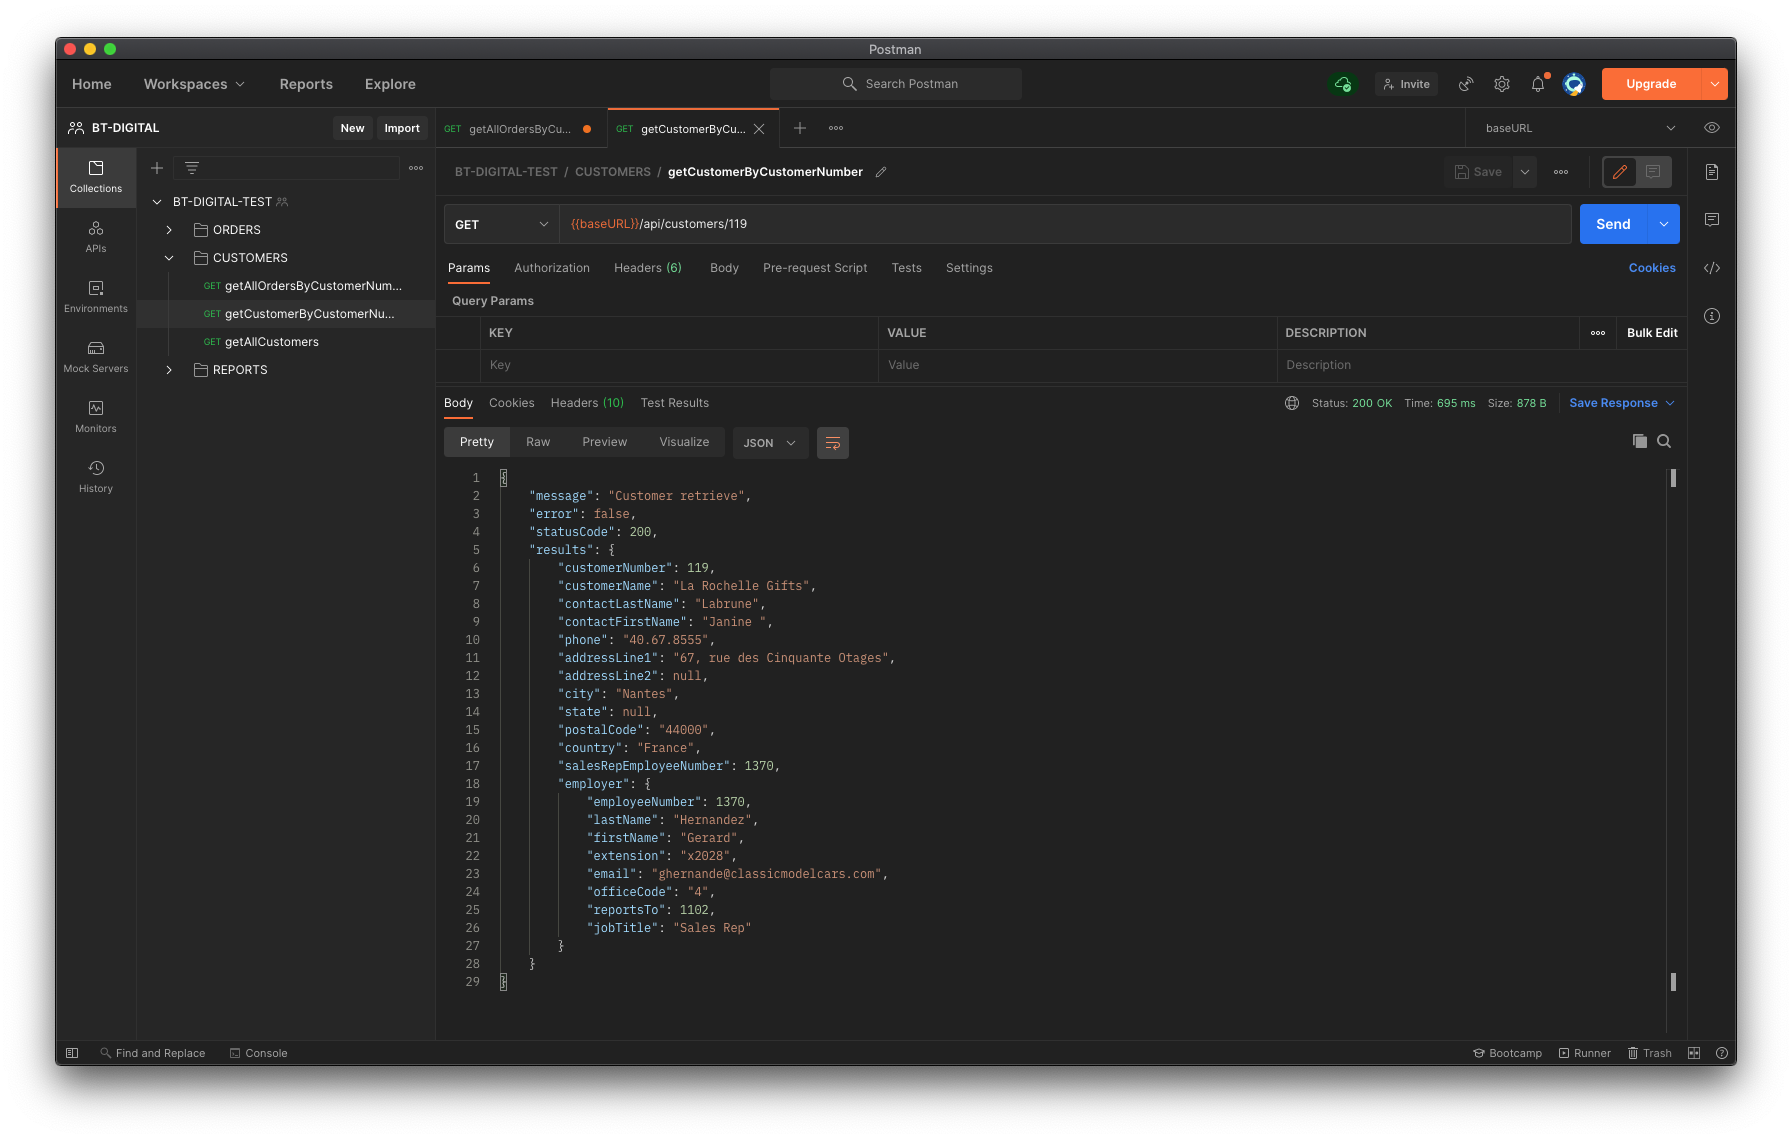 Postman
Home Workspaces Reports Explore Search Postman Invite Upgrade
BT-DIGITAL New Import GET getAllOrdersByCu... GET getCustomerByCu... baseURL
Collections
APIs
Environments
Mock Servers
Monitors
History
BT-DIGITAL-TEST
ORDERS
CUSTOMERS
GET getAllOrdersByCustomerNum...
GET getCustomerByCustomerNu...
GET getAllCustomers
REPORTS
BT-DIGITAL-TEST / CUSTOMERS / getCustomerByCustomerNumber Save
GET {{baseURL}}/api/customers/119 Send
Params Authorization Headers (6) Body Pre-request Script Tests Settings Cookies
Query Params
KEY VALUE DESCRIPTION Bulk Edit
Key Value Description
Body Cookies Headers (10) Test Results Status: 200 OK Time: 695 ms Size: 878 B Save Response
Pretty Raw Preview Visualize JSON
1 {
2 "message": "Customer retrieve",
3 "error": false,
4 "statusCode": 200,
5 "results": {
6 "customerNumber": 119,
7 "customerName": "La Rochelle Gifts",
8 "contactLastName": "Labrune",
9 "contactFirstName": "Janine ",
10 "phone": "40.67.8555",
11 "addressLine1": "67, rue des Cinquante Otages",
12 "addressLine2": null,
13 "city": "Nantes",
14 "state": null,
15 "postalCode": "44000",
16 "country": "France",
17 "salesRepEmployeeNumber": 1370,
18 "employer": {
19 "employeeNumber": 1370,
20 "lastName": "Hernandez",
21 "firstName": "Gerard",
22 "extension": "x2028",
23 "email": "ghernande@classicmodelcars.com",
24 "officeCode": "4",
25 "reportsTo": 1102,
26 "jobTitle": "Sales Rep"
27 }
28 }
29 }
Find and Replace Console Bootcamp Runner Trash